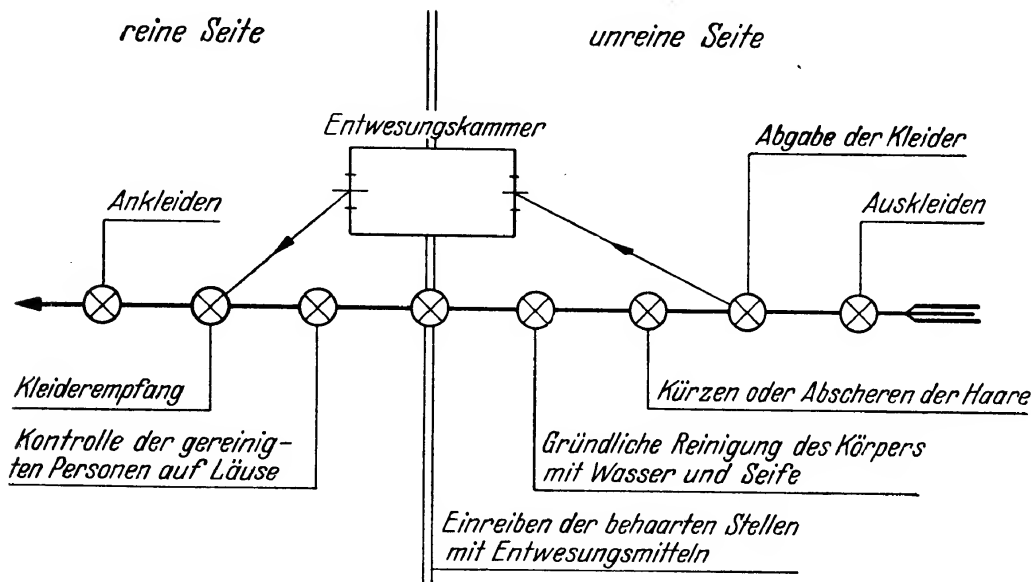 reine Seite
unreine Seite
Entwesungskammer
Abgabe der Kleider
Ankleiden
Auskleiden
Kleiderempfang
Kürzen oder Abscheren der Haare
Kontrolle der gereinig-
ten Personen auf Läuse
Gründliche Reinigung des Körpers
mit Wasser und Seife
Einreiben der behaarten Stellen
mit Entwesungsmitteln